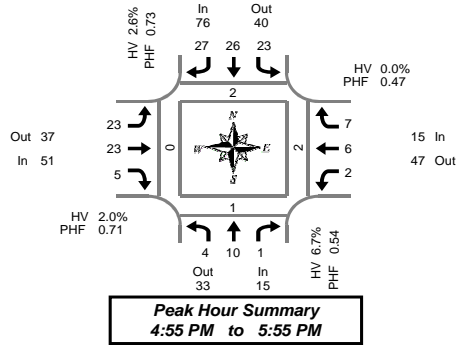 HV 2.6%
PHF 0.73
In
76
Out
40
27 26 23
HV 0.0%
PHF 0.47
2
Out 37
In 51
23
23
5
0
N
W E
S
2
7
6
2
15 In
47 Out
1
HV 2.0%
PHF 0.71
4 10 1
Out
33
In
15
HV 6.7%
PHF 0.54
Peak Hour Summary
4:55 PM to 5:55 PM